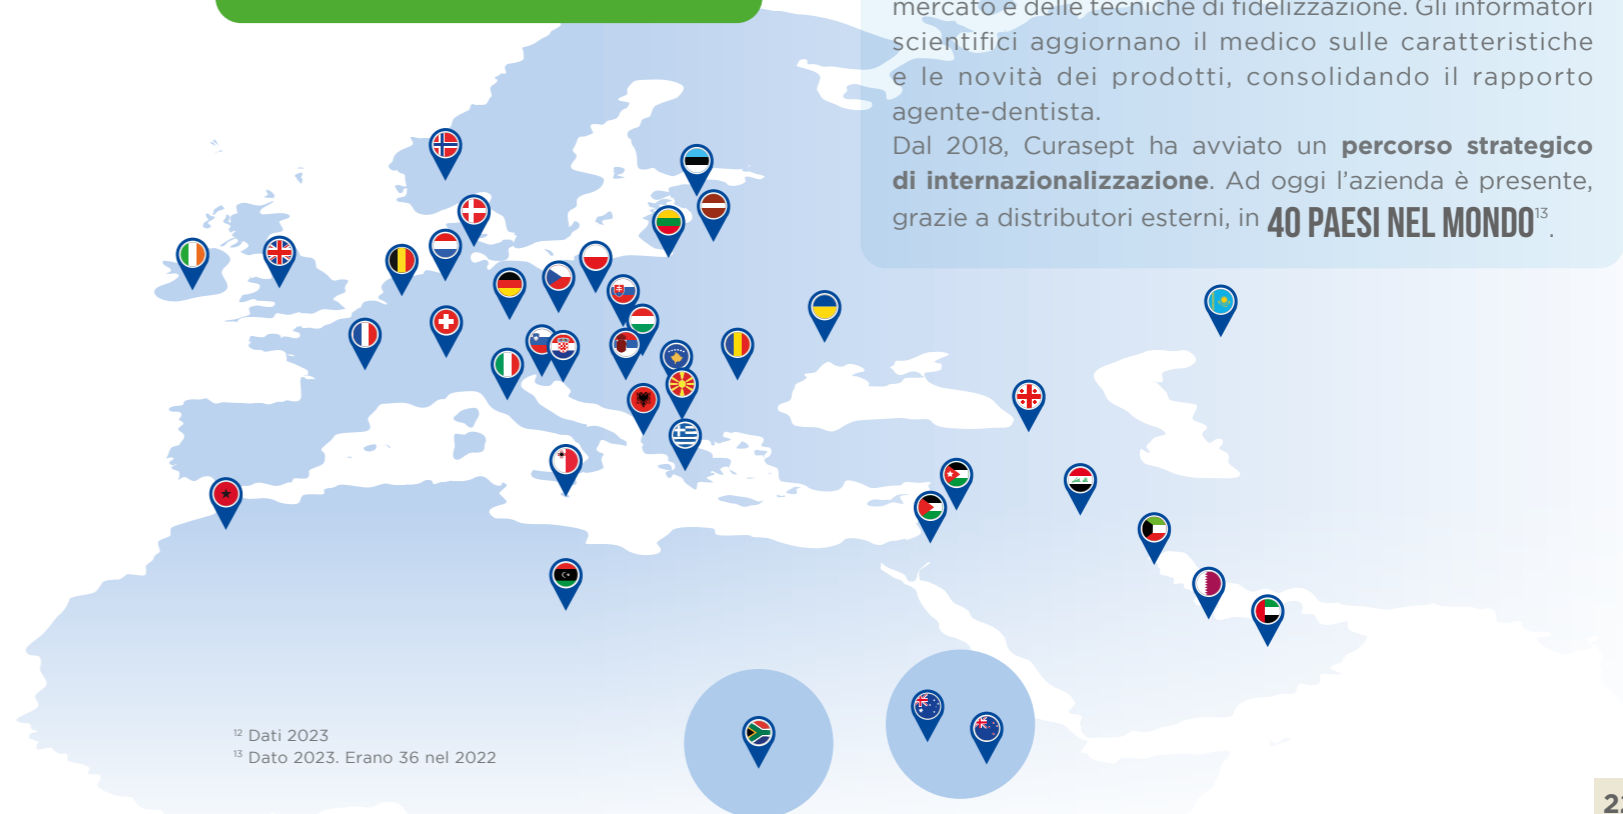 mercato e delle tecniche di fidelizzazione. Gli informatori
scientifici aggiornano il medico sulle caratteristiche
e le novità dei prodotti, consolidando il rapporto
agente-dentista.
Dal 2018, Curasept ha avviato un percorso strategico
di internazionalizzazione. Ad oggi l’azienda è presente,
grazie a distributori esterni, in 40 PAESI NEL MONDO¹³.
¹² Dati 2023
¹³ Dato 2023. Erano 36 nel 2022